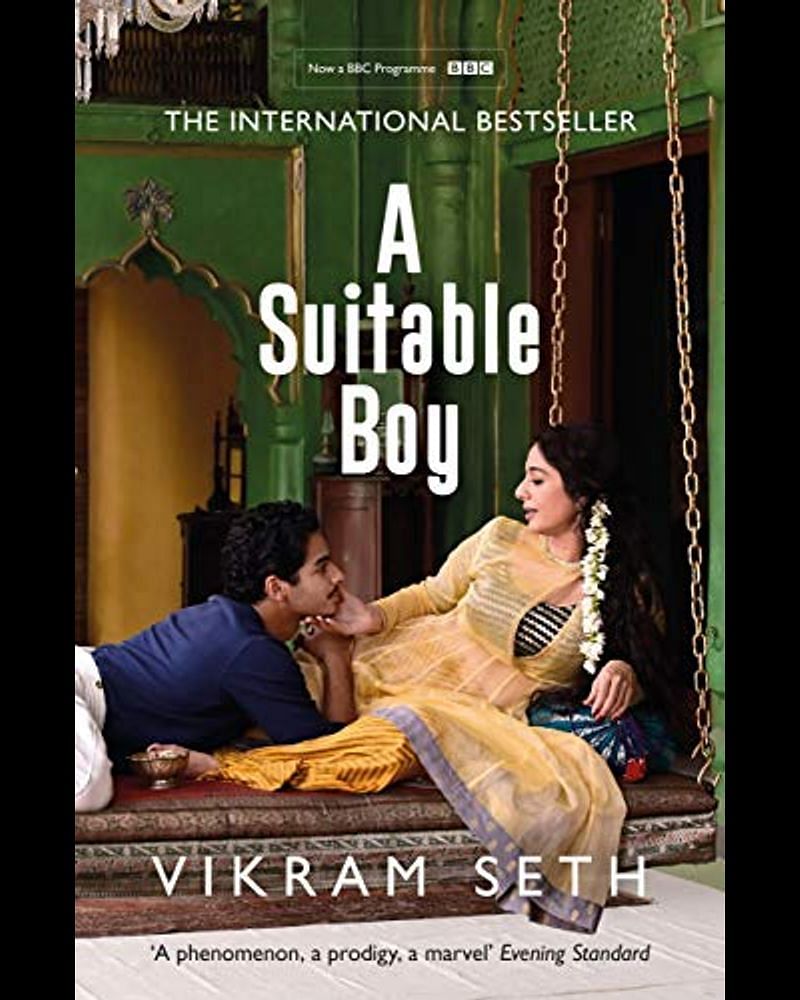 Now a BBC Programme BBC
THE INTERNATIONAL BESTSELLER
A
Suitable
Boy
VIKRAM SETH
‘A phenomenon, a prodigy, a marvel’ Evening Standard